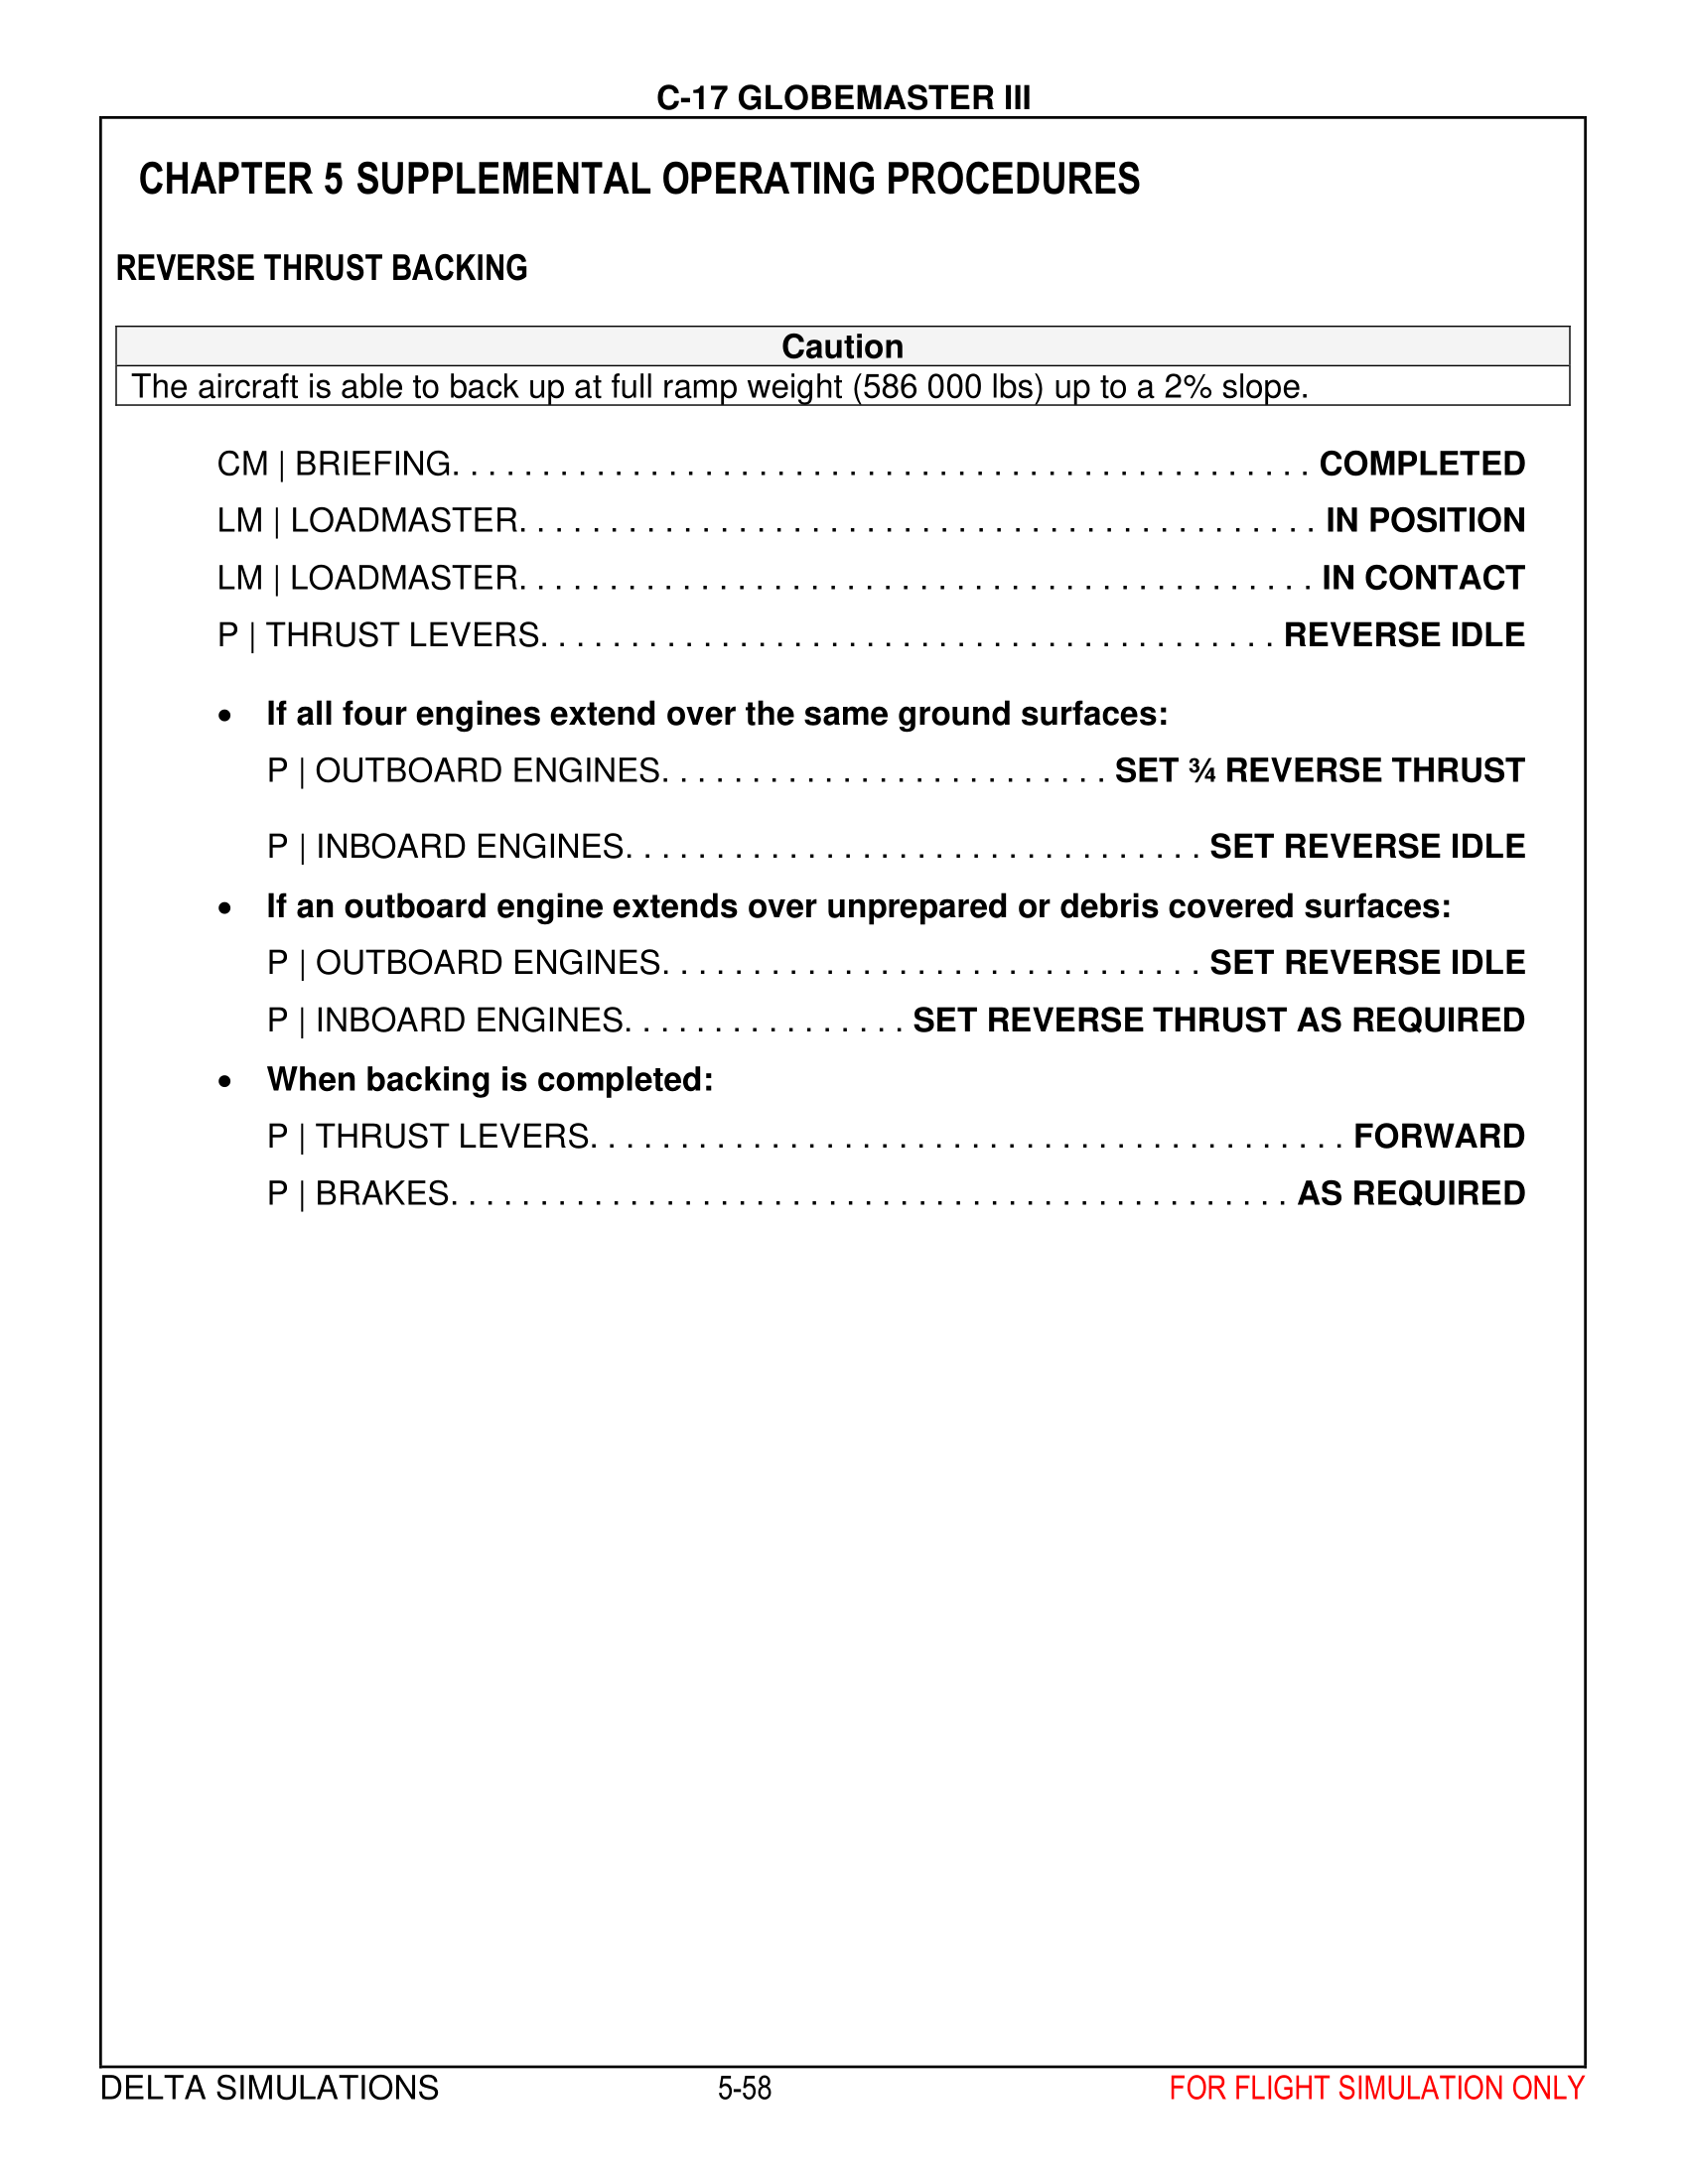 C-17 GLOBEMASTER III
CHAPTER 5 SUPPLEMENTAL OPERATING PROCEDURES
REVERSE THRUST BACKING
Caution
The aircraft is able to back up at full ramp weight (586 000 lbs) up to a 2% slope.
CM | BRIEFING. . . . . . . . . . . . . . . . . . . . . . . . . . . . . . . . . . . . . . . . . . . . . . . COMPLETED
LM | LOADMASTER. . . . . . . . . . . . . . . . . . . . . . . . . . . . . . . . . . . . . . . . . . . . IN POSITION
LM | LOADMASTER. . . . . . . . . . . . . . . . . . . . . . . . . . . . . . . . . . . . . . . . . . . . IN CONTACT
P | THRUST LEVERS. . . . . . . . . . . . . . . . . . . . . . . . . . . . . . . . . . . . . . . . . REVERSE IDLE
• If all four engines extend over the same ground surfaces:
P | OUTBOARD ENGINES. . . . . . . . . . . . . . . . . . . . . . . . . SET ¾ REVERSE THRUST
P | INBOARD ENGINES. . . . . . . . . . . . . . . . . . . . . . . . . . . . . . . . SET REVERSE IDLE
• If an outboard engine extends over unprepared or debris covered surfaces:
P | OUTBOARD ENGINES. . . . . . . . . . . . . . . . . . . . . . . . . . . . . . SET REVERSE IDLE
P | INBOARD ENGINES. . . . . . . . . . . . . . . . SET REVERSE THRUST AS REQUIRED
• When backing is completed:
P | THRUST LEVERS. . . . . . . . . . . . . . . . . . . . . . . . . . . . . . . . . . . . . . . . . . FORWARD
P | BRAKES. . . . . . . . . . . . . . . . . . . . . . . . . . . . . . . . . . . . . . . . . . . . . . . AS REQUIRED
DELTA SIMULATIONS 5-58 FOR FLIGHT SIMULATION ONLY